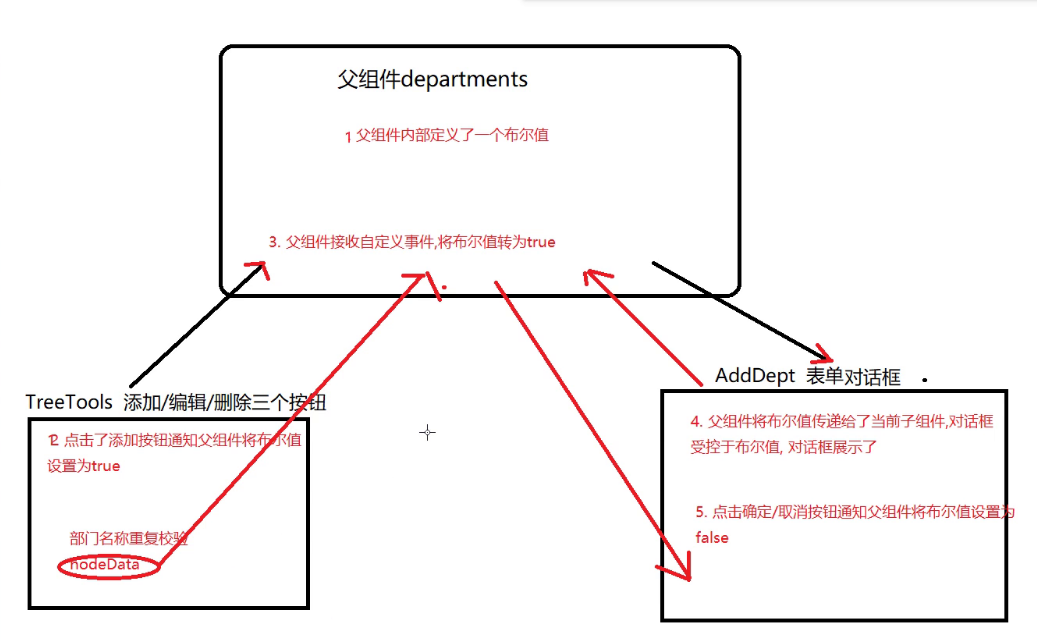 父组件departments
1 父组件内部定义了一个布尔值
3. 父组件接收自定义事件,将布尔值转为true
TreeTools 添加/编辑/删除三个按钮
2 点击了添加按钮通知父组件将布尔值
设置为true
部门名称重复校验
nodeData
AddDept 表单对话框
4. 父组件将布尔值传递给了当前子组件,对话框
受控于布尔值, 对话框展示了
5. 点击确定/取消按钮通知父组件将布尔值设置为
false